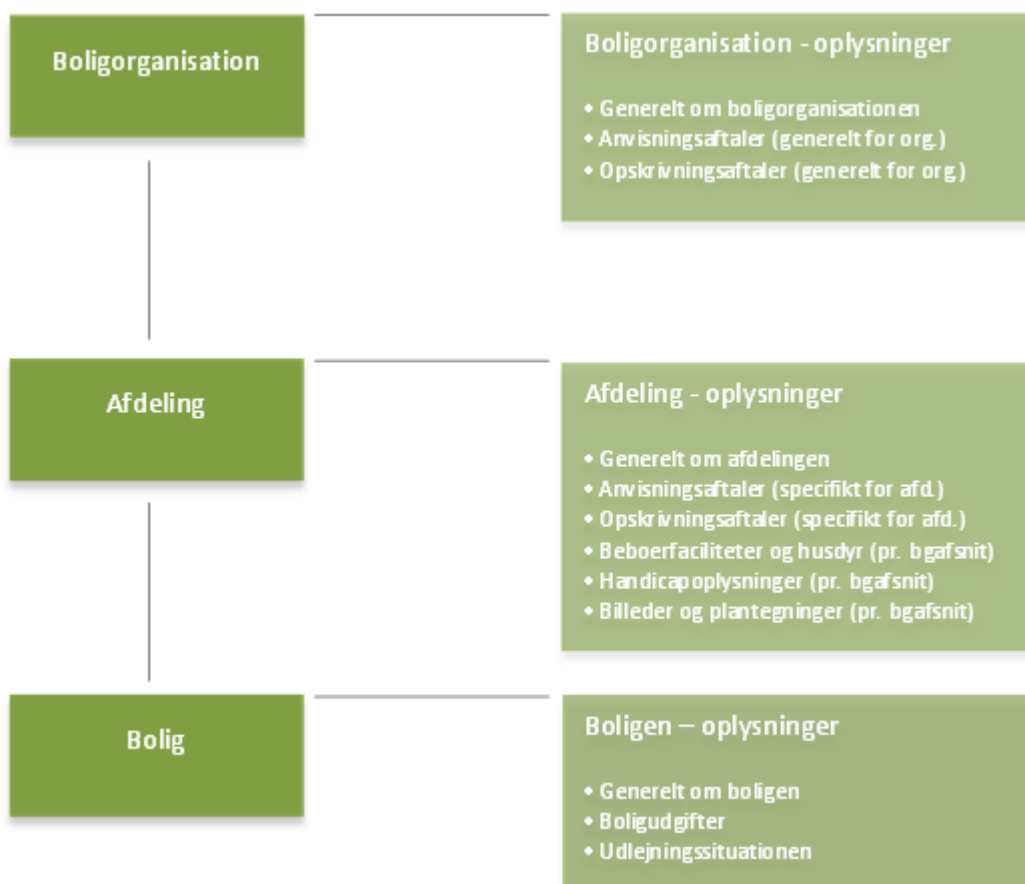 Boligorganisation
Boligorganisation - oplysninger
• Generelt om boligorganisationen
• Anvisningsaftaler (generelt for org.)
• Opskrivningsaftaler (generelt for org.)
Afdeling
Afdeling - oplysninger
• Generelt om afdelingen
• Anvisningsaftaler (specifikt for afd.)
• Opskrivningsaftaler (specifikt for afd.)
• Beboerfaciliteter og husdyr (pr. bgafsnit)
• Handicapoplysninger (pr. bgafsnit)
• Billeder og plantegninger (pr. bgafsnit)
Bolig
Boligen – oplysninger
• Generelt om boligen
• Boligudgifter
• Udlejningssituationen